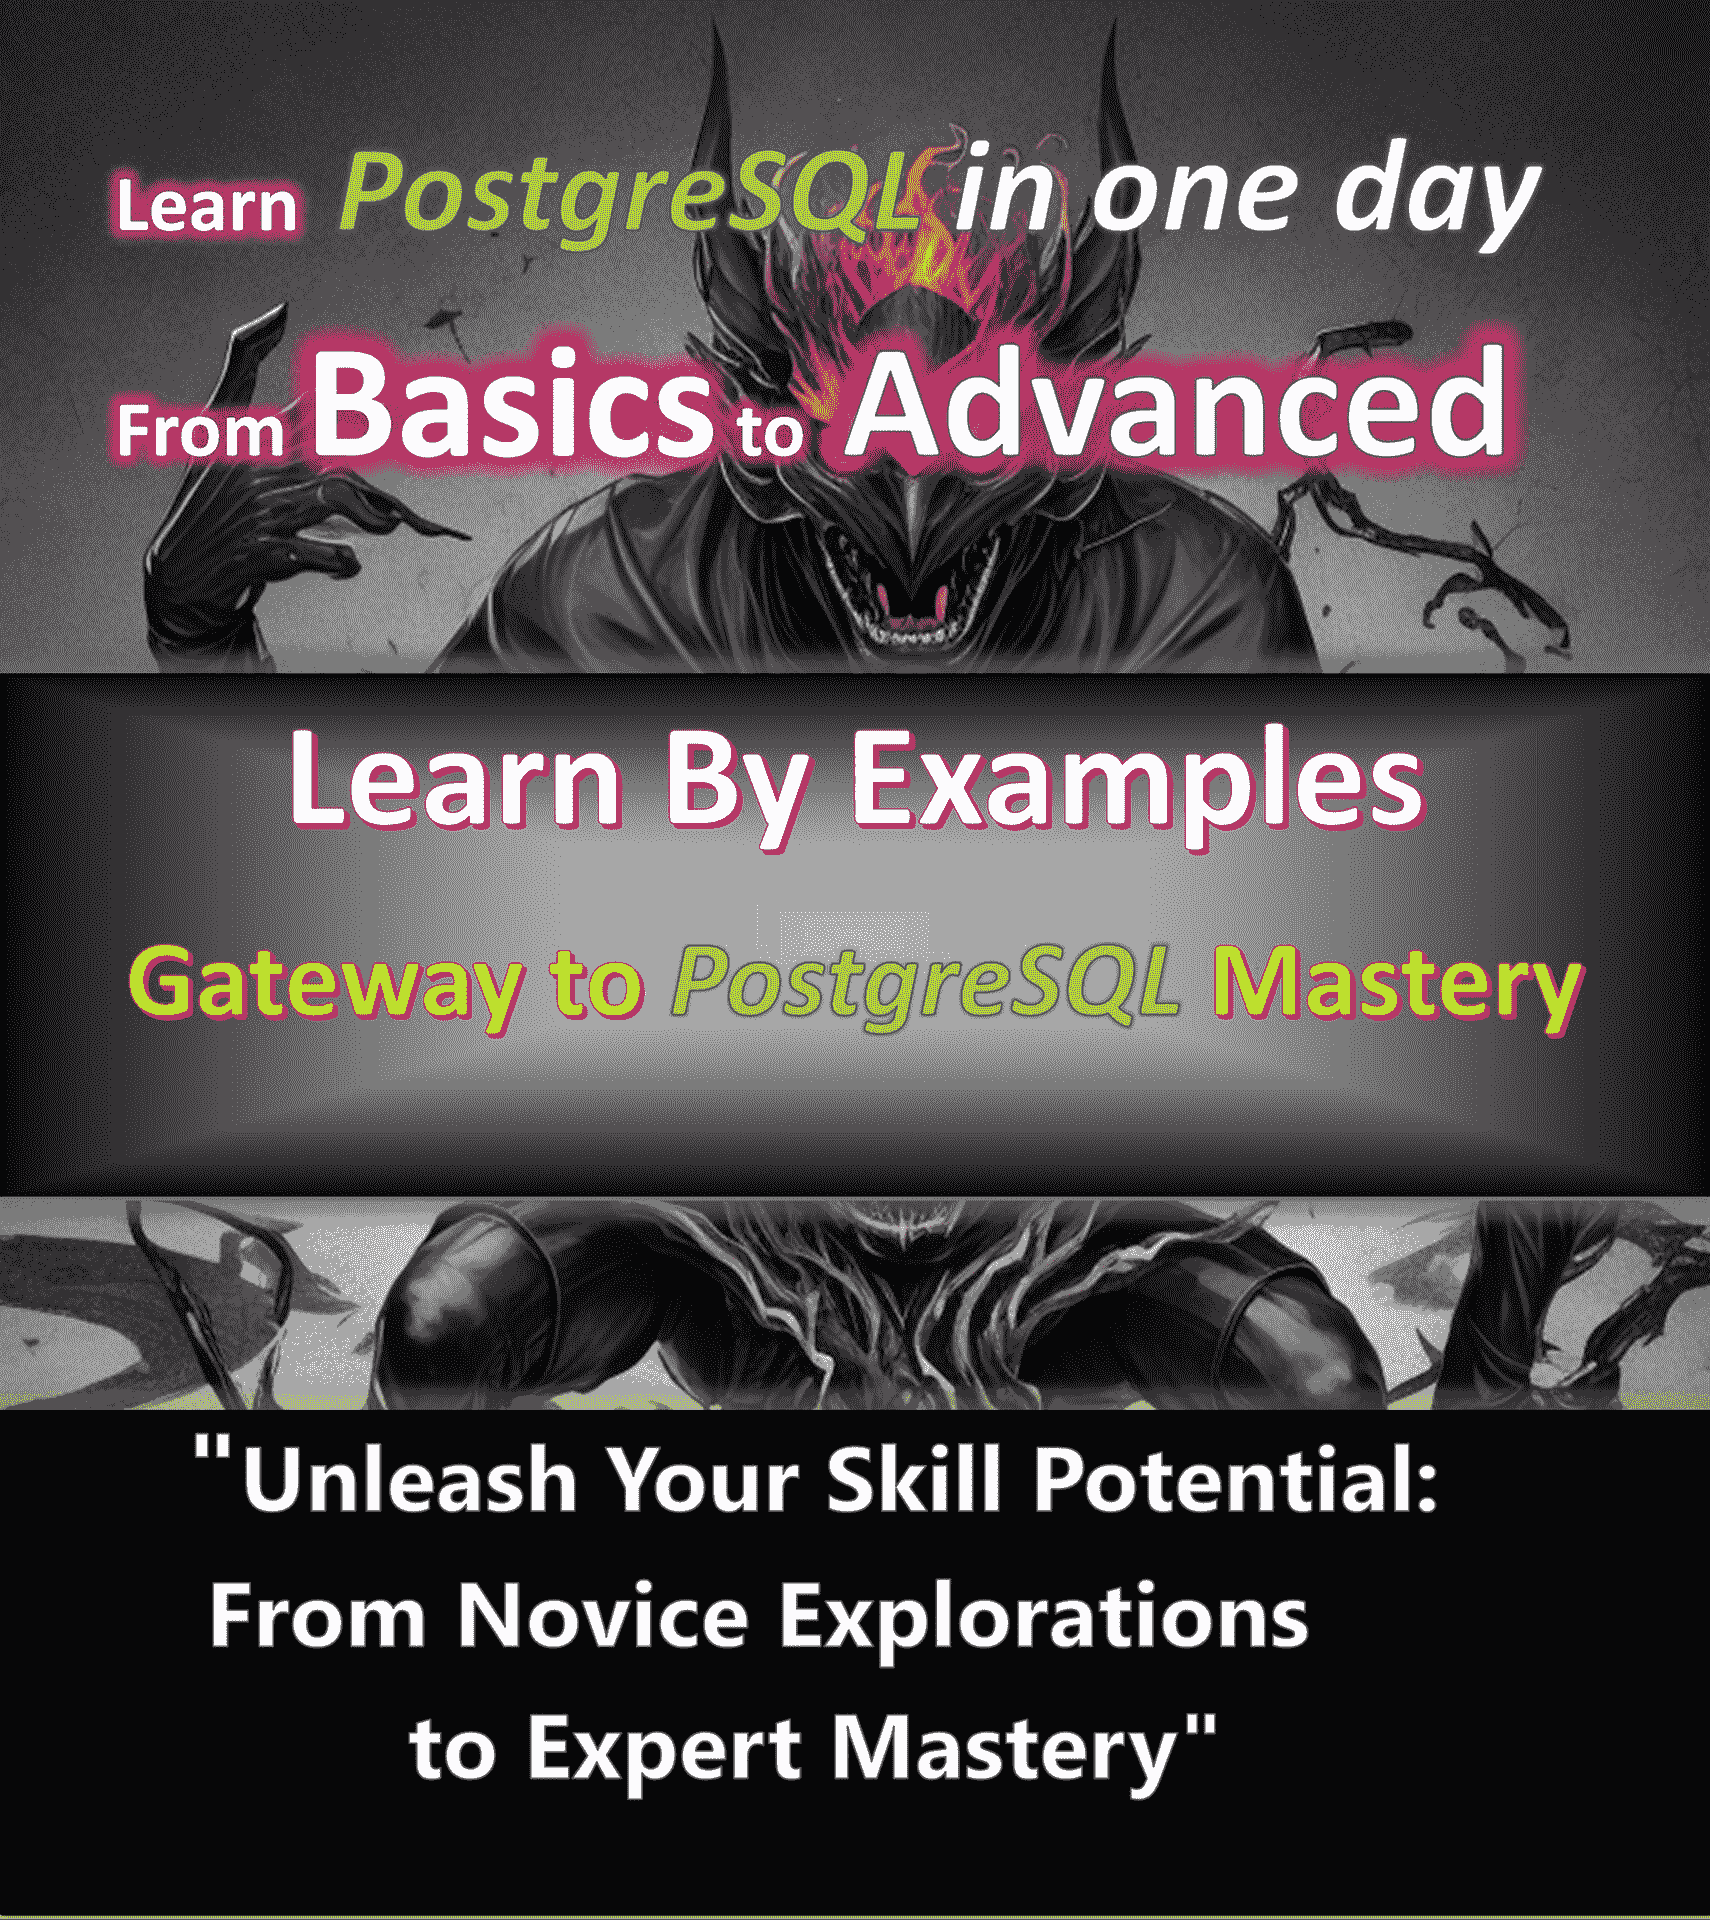 Learn PostgreSQL in one day
From Basics to Advanced
Learn By Examples
Gateway to PostgreSQL Mastery
"Unleash Your Skill Potential:
From Novice Explorations
to Expert Mastery"